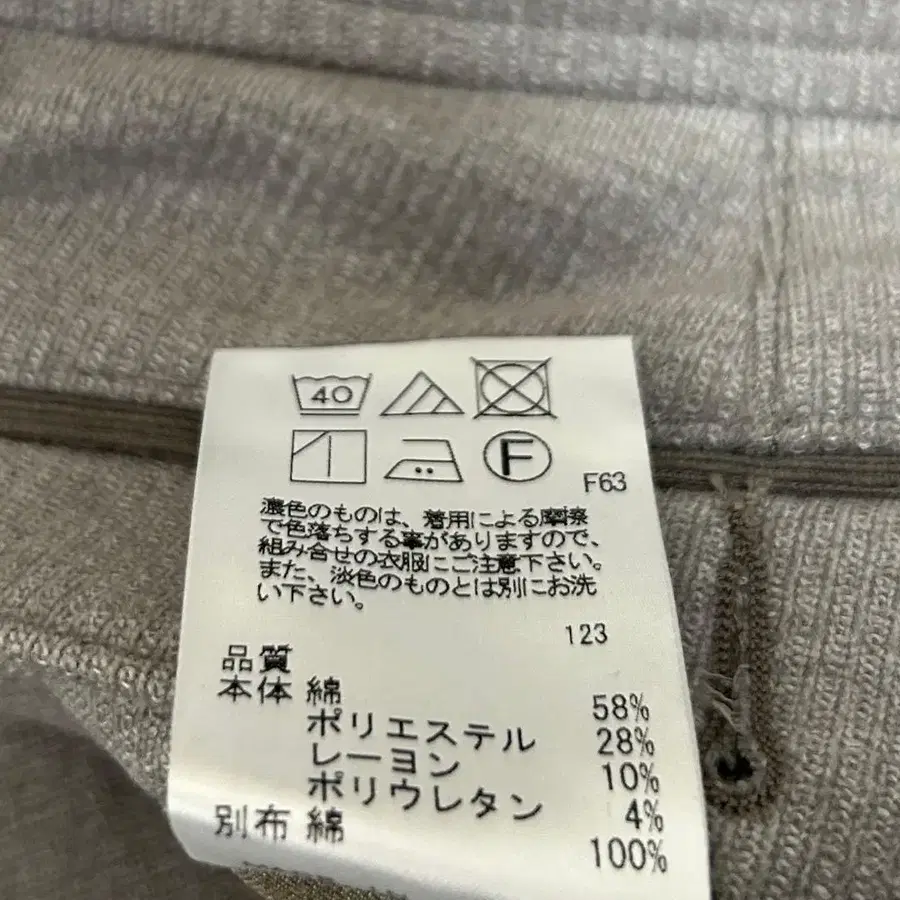 40
F
F63
濃色のものは、着用による摩擦
で色落ちする事がありますので、
組み合せの衣服にご注意下さい。
また、淡色のものとは別にお洗
い下さい。
123
品質
本体 綿 58%
ポリエステル 28%
レーヨン 10%
ポリウレタン 4%
別布 綿 100%